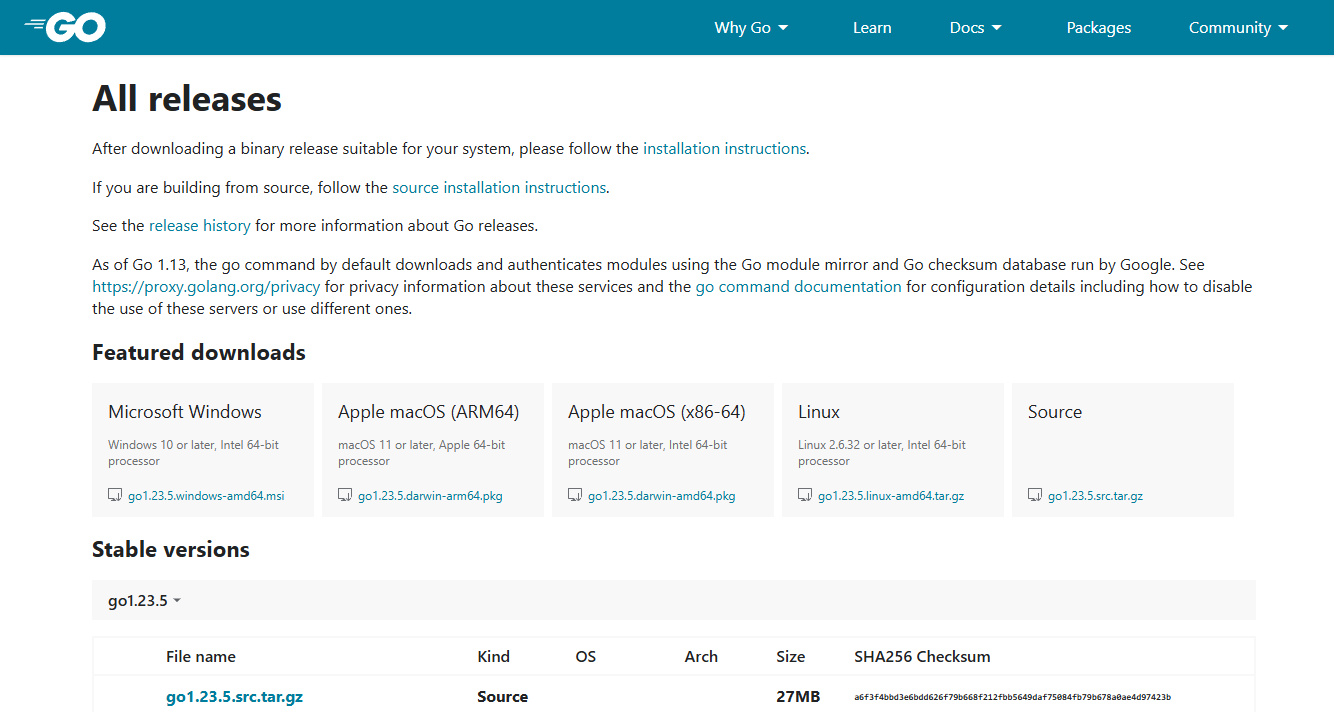 GO
Why Go
Learn
Docs
Packages
Community
All releases
After downloading a binary release suitable for your system, please follow the installation instructions.
If you are building from source, follow the source installation instructions.
See the release history for more information about Go releases.
As of Go 1.13, the go command by default downloads and authenticates modules using the Go module mirror and Go checksum database run by Google. See
https://proxy.golang.org/privacy for privacy information about these services and the go command documentation for configuration details including how to disable
the use of these servers or use different ones.
Featured downloads
Microsoft Windows
Windows 10 or later, Intel 64-bit
processor
go1.23.5.windows-amd64.msi
Apple macOS (ARM64)
macOS 11 or later, Apple 64-bit
processor
go1.23.5.darwin-arm64.pkg
Apple macOS (x86-64)
macOS 11 or later, Intel 64-bit
processor
go1.23.5.darwin-amd64.pkg
Linux
Linux 2.6.32 or later, Intel 64-bit
processor
go1.23.5.linux-amd64.tar.gz
Source
go1.23.5.src.tar.gz
Stable versions
go1.23.5
File name Kind OS Arch Size SHA256 Checksum
go1.23.5.src.tar.gz Source 27MB a6f3f4bbd3e6bdd626f79b668f212fbb5649daf75084fb79b678a0ae4d97423b